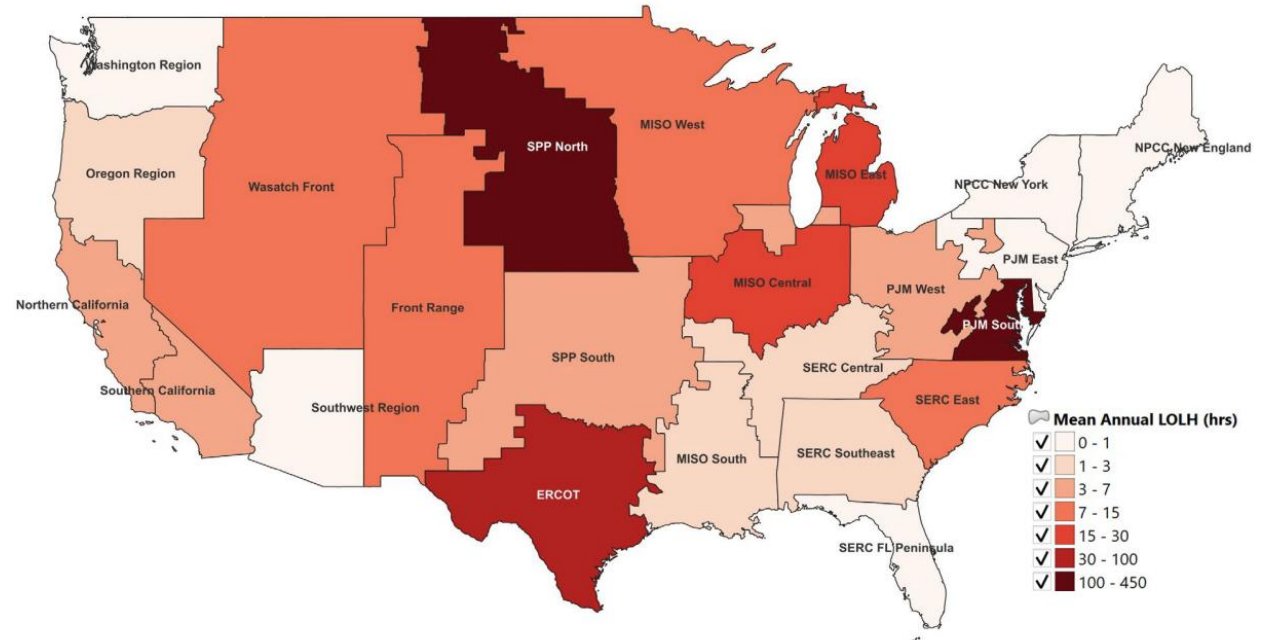 Washington Region
Oregon Region
Wasatch Front
SPP North
MISO West
MISO East
NPCC New England
NPCC New York
PJM East
Northern California
Front Range
MISO Central
PJM West
PJM South
SPP South
SERC Central
Southern California
Southwest Region
SERC East
MISO South
SERC Southeast
ERCOT
SERC FL Peninsula
Mean Annual LOLH (hrs)
0 - 1
1 - 3
3 - 7
7 - 15
15 - 30
30 - 100
100 - 450